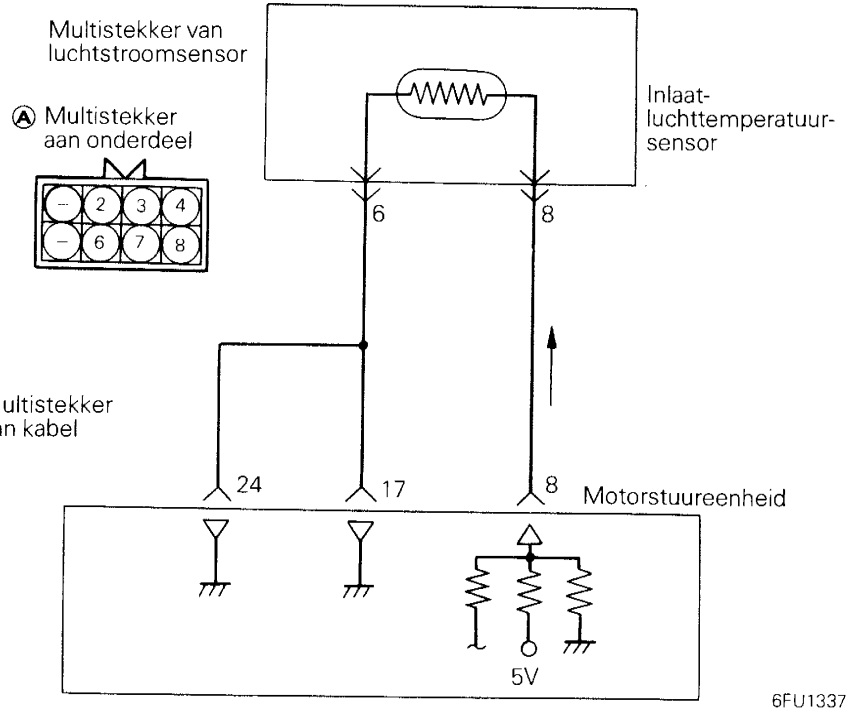 Multistekker van
luchtstroomsensor
Inlaat-
luchttemperatuur-
sensor
Ⓐ Multistekker
aan onderdeel
- 2 3 4
- 6 7 8
6
8
ultistekker
an kabel
24
17
8
Motorstuureenheid
5V
6FU1337